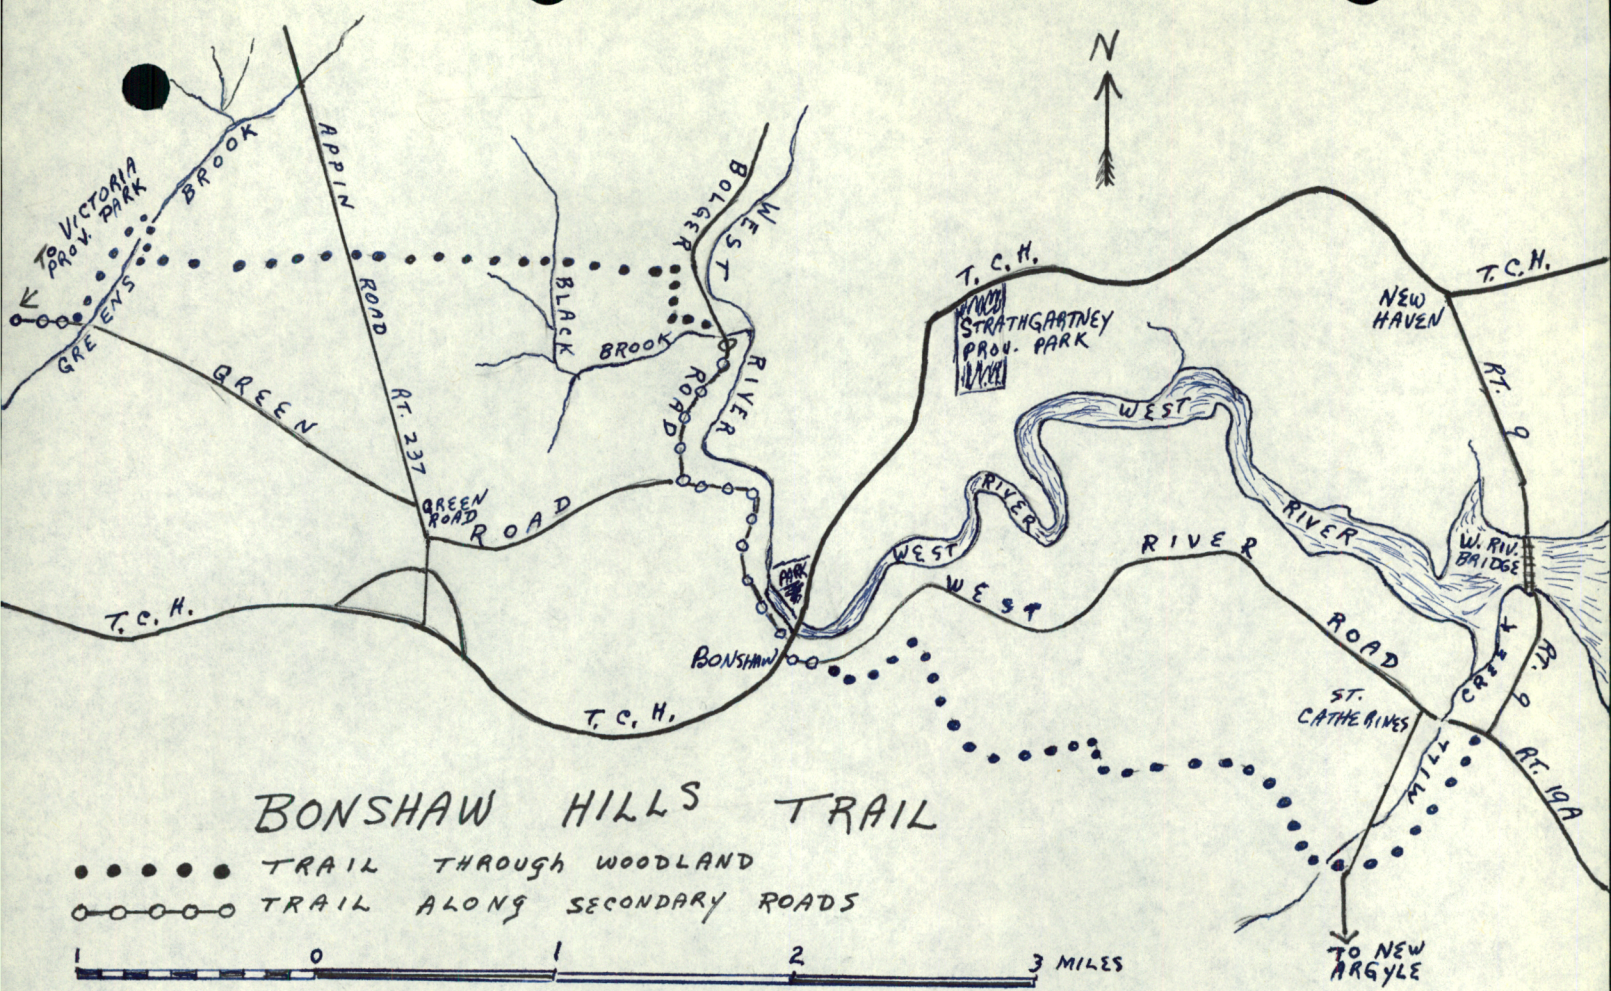 N
APPIN
ROAD
RT. 237
BROOK
GREENS
TO VICTORIA
PROV. PARK
BOLGER
ROAD
WEST
RIVER
T.C.H.
T.C.H.
NEW
HAVEN
STRATHGARTNEY
PROV. PARK
BLACK
BROOK
GREEN
ROAD
GREEN
ROAD
RT. 9
WEST
RIVER
WEST
RIVER
W. RIV.
BRIDGE
PARK
WEST
RIVER
ROAD
T.C.H.
BONSHAW
T.C.H.
ST.
CATHERINES
MILL
CREEK
RT. 9
RT. 19A
BONSHAW HILLS TRAIL
TRAIL THROUGH WOODLAND
TRAIL ALONG SECONDARY ROADS
1 0 1 2 3 MILES
TO NEW
ARGYLE